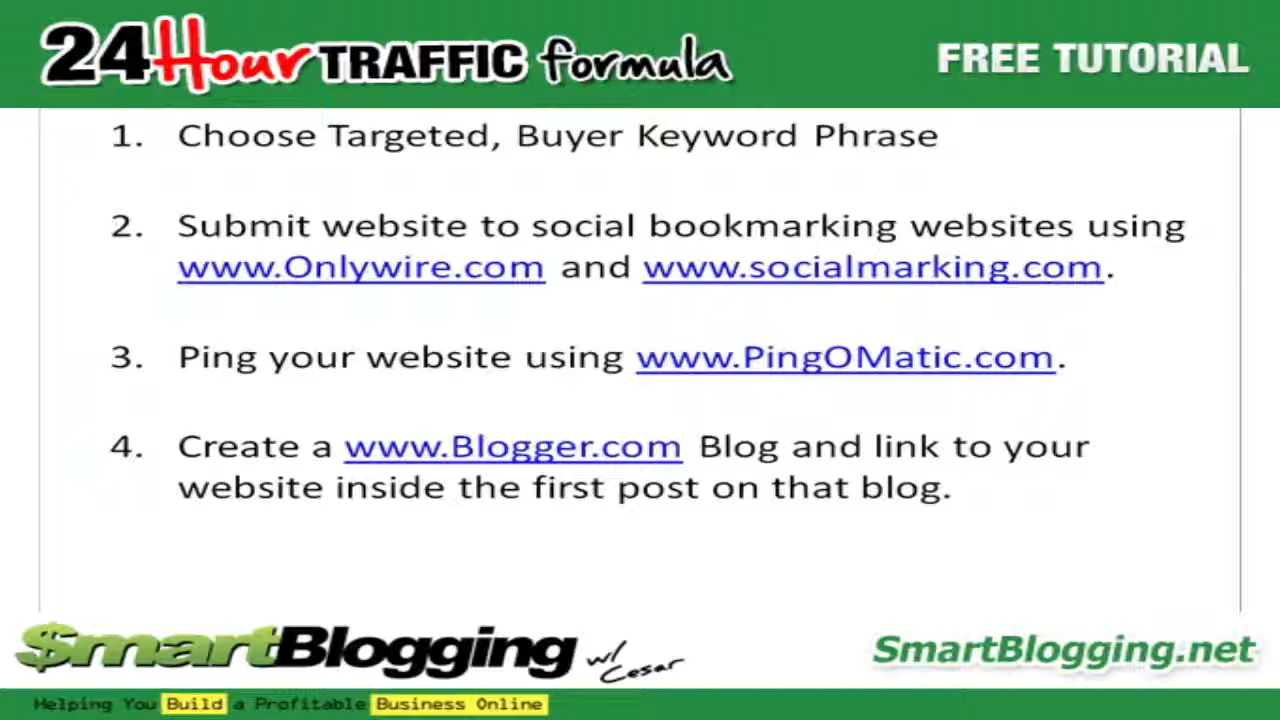 24 Hour TRAFFIC formula
FREE TUTORIAL
1. Choose Targeted, Buyer Keyword Phrase
2. Submit website to social bookmarking websites using
www.Onlywire.com and www.socialmarking.com.
3. Ping your website using www.PingOMatic.com.
4. Create a www.Blogger.com Blog and link to your
website inside the first post on that blog.
$martBlogging w/ Cesar
SmartBlogging.net
Helping You Build a Profitable Business Online